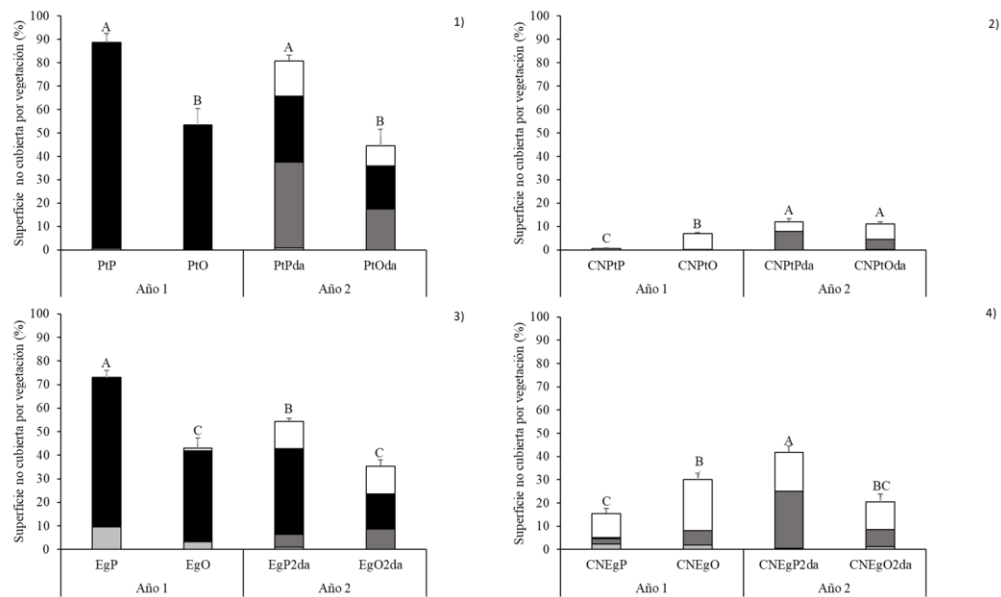 1)
Superficie no cubierta por vegetación (%)
100
90
80
70
60
50
40
30
20
10
0
A
B
A
B
PtP
PtO
PtPda
PtOda
Año 1
Año 2
2)
Superficie no cubierta por vegetación (%)
100
90
80
70
60
50
40
30
20
10
0
C
B
A
A
CNPtP
CNPtO
CNPtPda
CNPtOda
Año 1
Año 2
3)
Superficie no cubierta por vegetación (%)
100
90
80
70
60
50
40
30
20
10
0
A
C
B
C
EgP
EgO
EgP2da
EgO2da
Año 1
Año 2
4)
Superficie no cubierta por vegetación (%)
100
90
80
70
60
50
40
30
20
10
0
C
B
A
BC
CNEgP
CNEgO
CNEgP2da
CNEgO2da
Año 1
Año 2